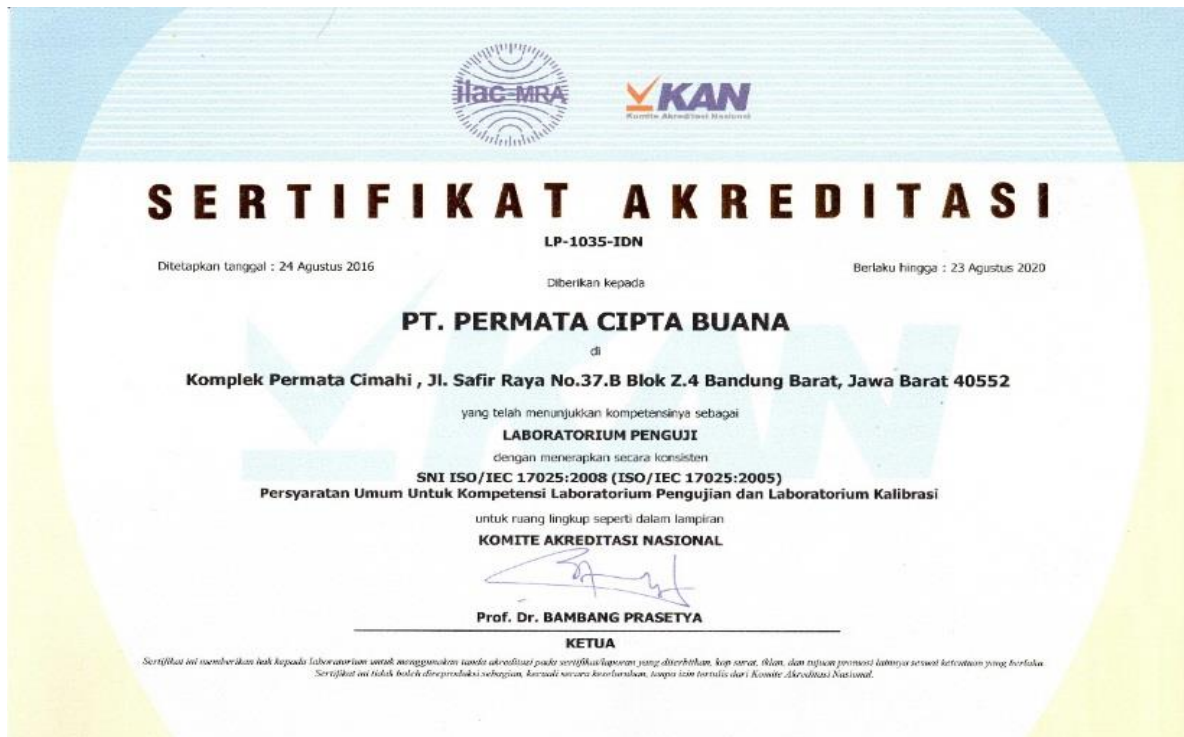 ilac-MRA
KAN
Komite Akreditasi Nasional
SERTIFIKAT AKREDITASI
LP-1035-IDN
Ditetapkan tanggal : 24 Agustus 2016
Berlaku hingga : 23 Agustus 2020
Diberikan kepada
PT. PERMATA CIPTA BUANA
di
Komplek Permata Cimahi , Jl. Safir Raya No.37.B Blok Z.4 Bandung Barat, Jawa Barat 40552
yang telah menunjukkan kompetensinya sebagai
LABORATORIUM PENGUJI
dengan menerapkan secara konsisten
SNI ISO/IEC 17025:2008 (ISO/IEC 17025:2005)
Persyaratan Umum Untuk Kompetensi Laboratorium Pengujian dan Laboratorium Kalibrasi
untuk ruang lingkup seperti dalam lampiran
KOMITE AKREDITASI NASIONAL
Prof. Dr. BAMBANG PRASETYA
KETUA
Sertifikat ini memberikan hak kepada laboratorium untuk menggunakan tanda akreditasi pada sertifikat/laporan yang diterbitkan, kop surat, iklan, dan tujuan promosi lainnya sesuai ketentuan yang berlaku.
Sertifikat ini tidak boleh direproduksi sebagian, kecuali secara keseluruhan, tanpa izin tertulis dari Komite Akreditasi Nasional.